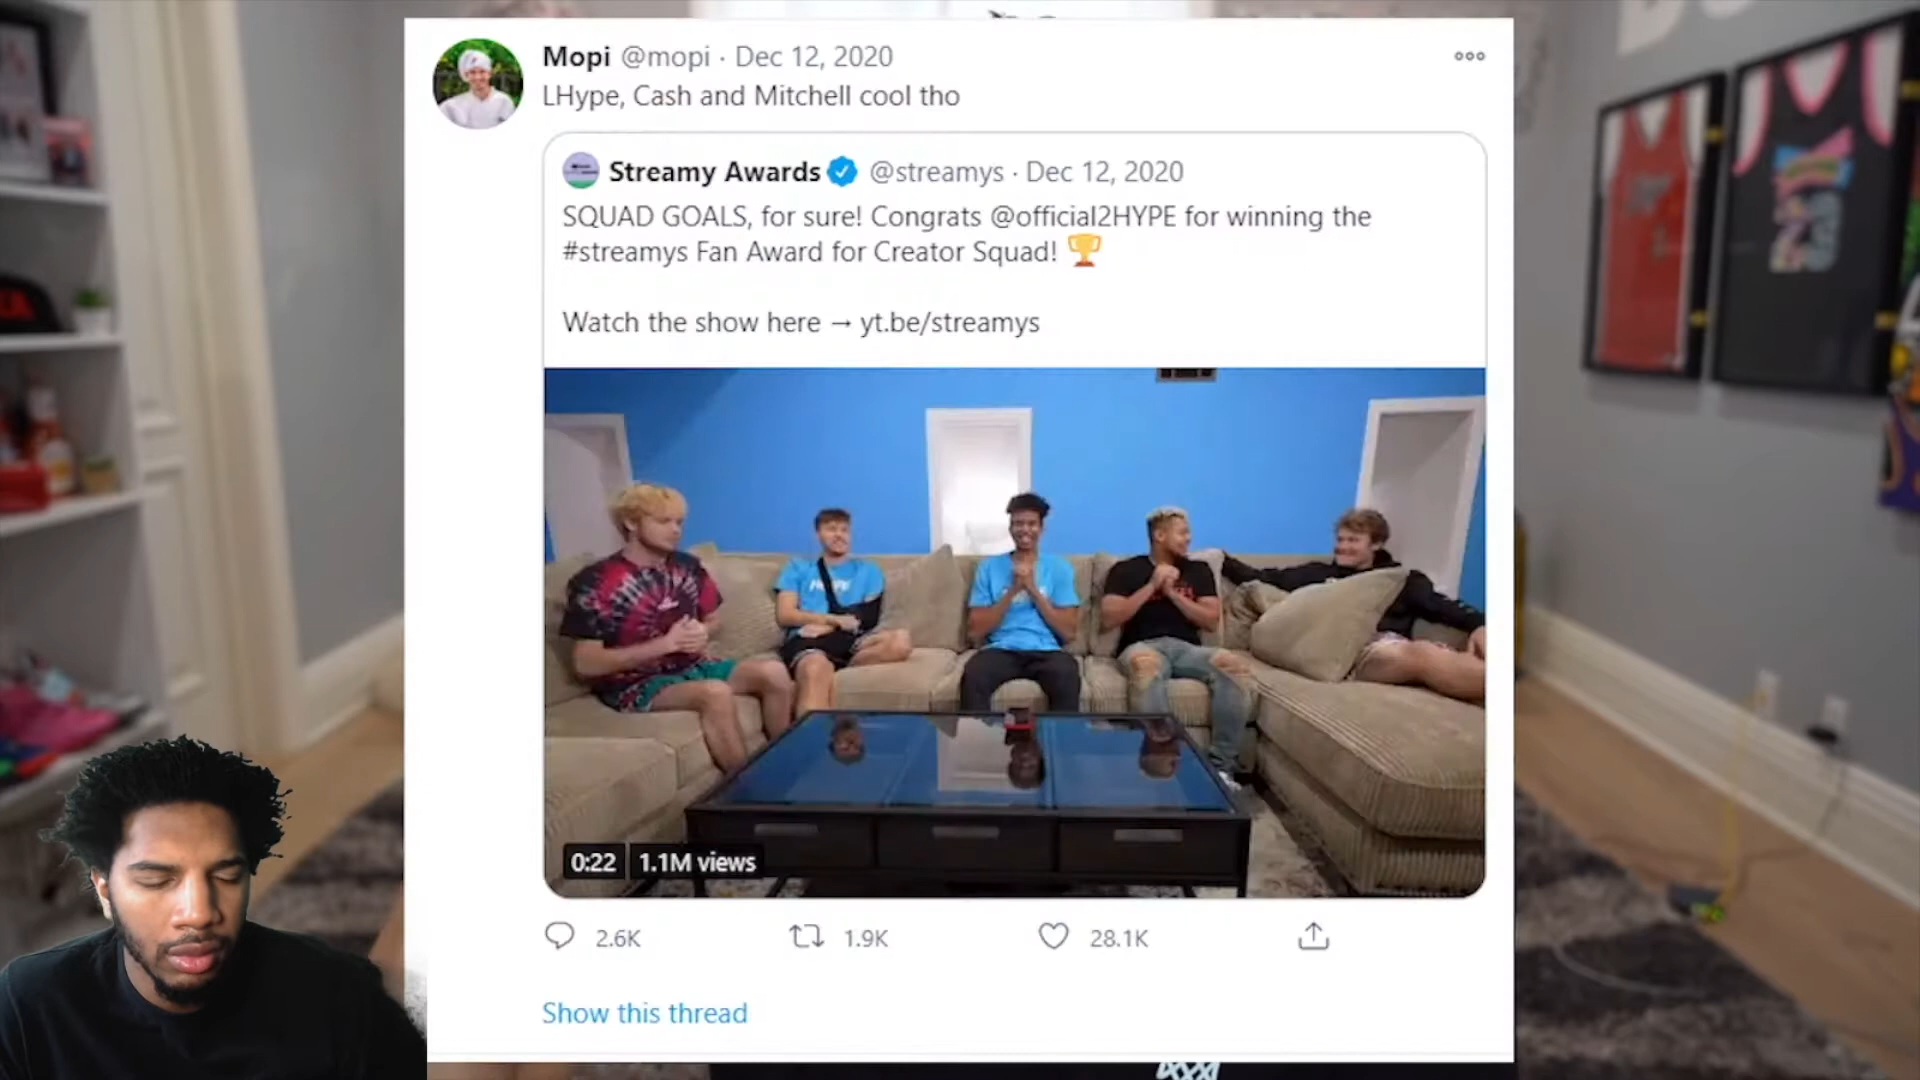 Mopi @mopi · Dec 12, 2020
LHype, Cash and Mitchell cool tho
Streamy Awards @streamys · Dec 12, 2020
SQUAD GOALS, for sure! Congrats @official2HYPE for winning the
#streamys Fan Award for Creator Squad! 🏆
Watch the show here → yt.be/streamys
0:22 1.1M views
2.6K 1.9K 28.1K
Show this thread